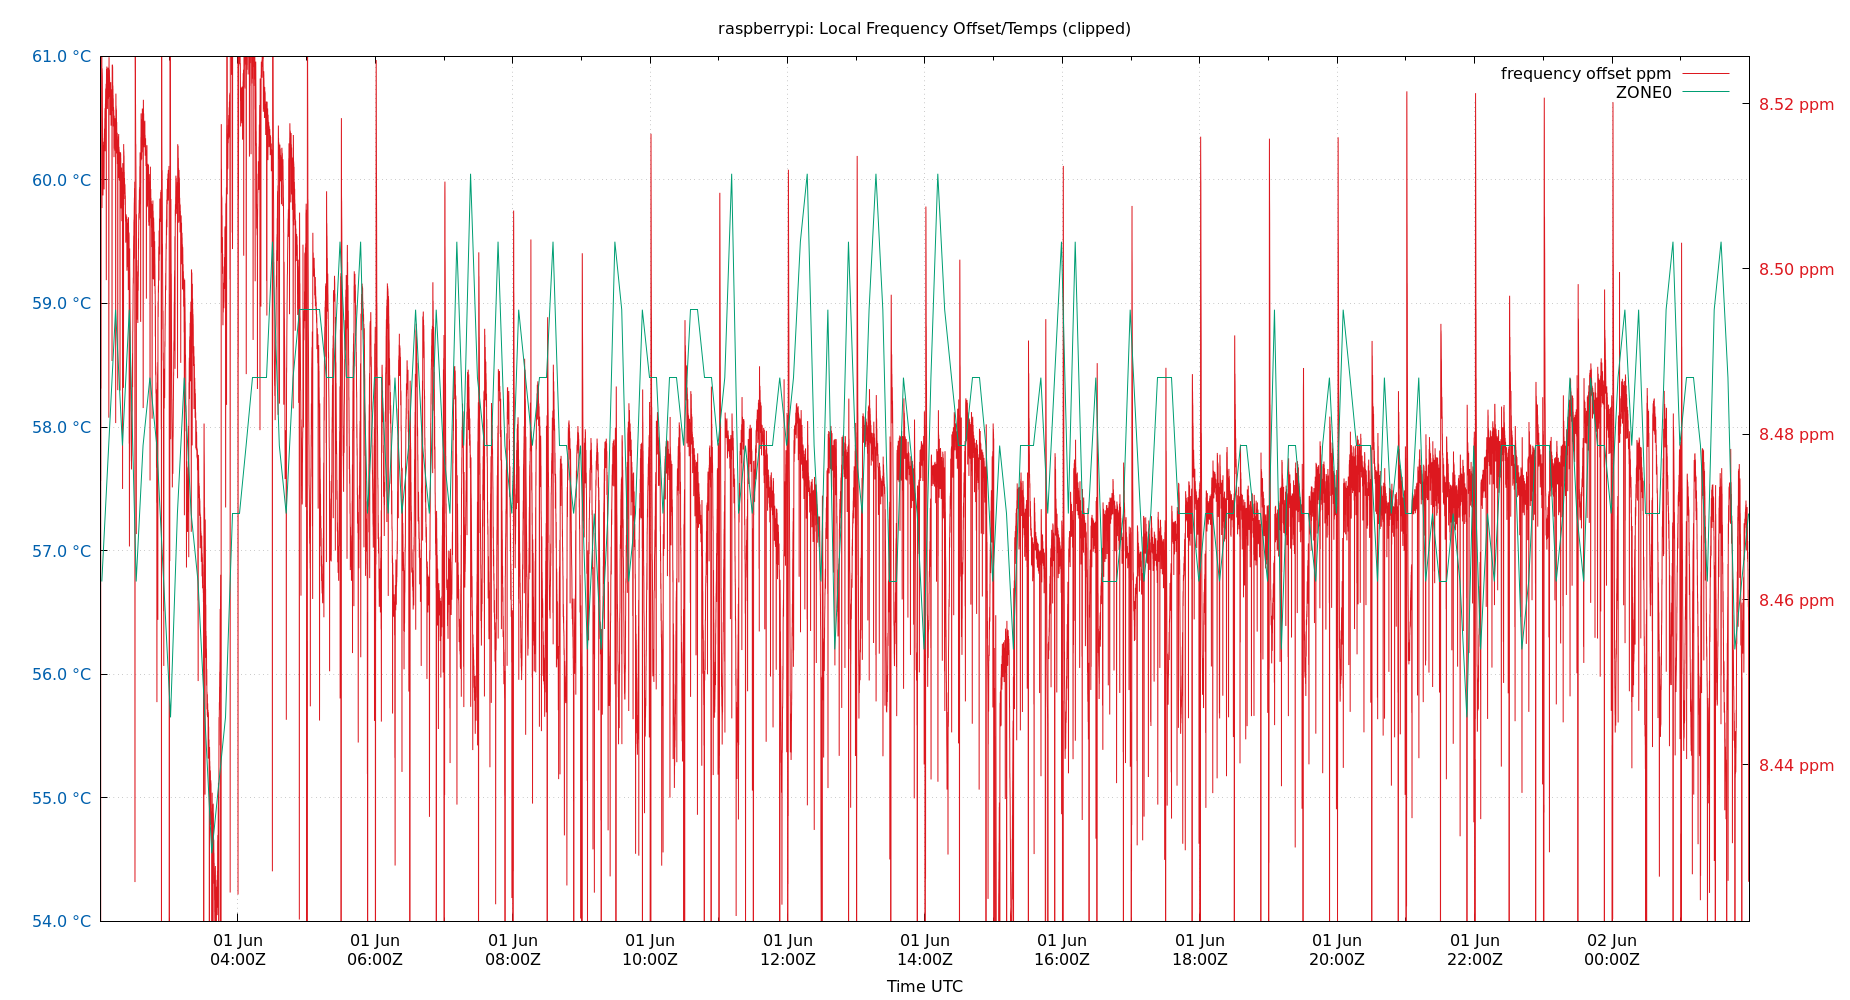 raspberrypi: Local Frequency Offset/Temps (clipped)
61.0 °C
60.0 °C
59.0 °C
58.0 °C
57.0 °C
56.0 °C
55.0 °C
54.0 °C
frequency offset ppm
ZONE0
8.52 ppm
8.50 ppm
8.48 ppm
8.46 ppm
8.44 ppm
01 Jun 01 Jun 01 Jun 01 Jun 01 Jun 01 Jun 01 Jun 01 Jun 01 Jun 01 Jun 02 Jun
04:00Z 06:00Z 08:00Z 10:00Z 12:00Z 14:00Z 16:00Z 18:00Z 20:00Z 22:00Z 00:00Z
Time UTC